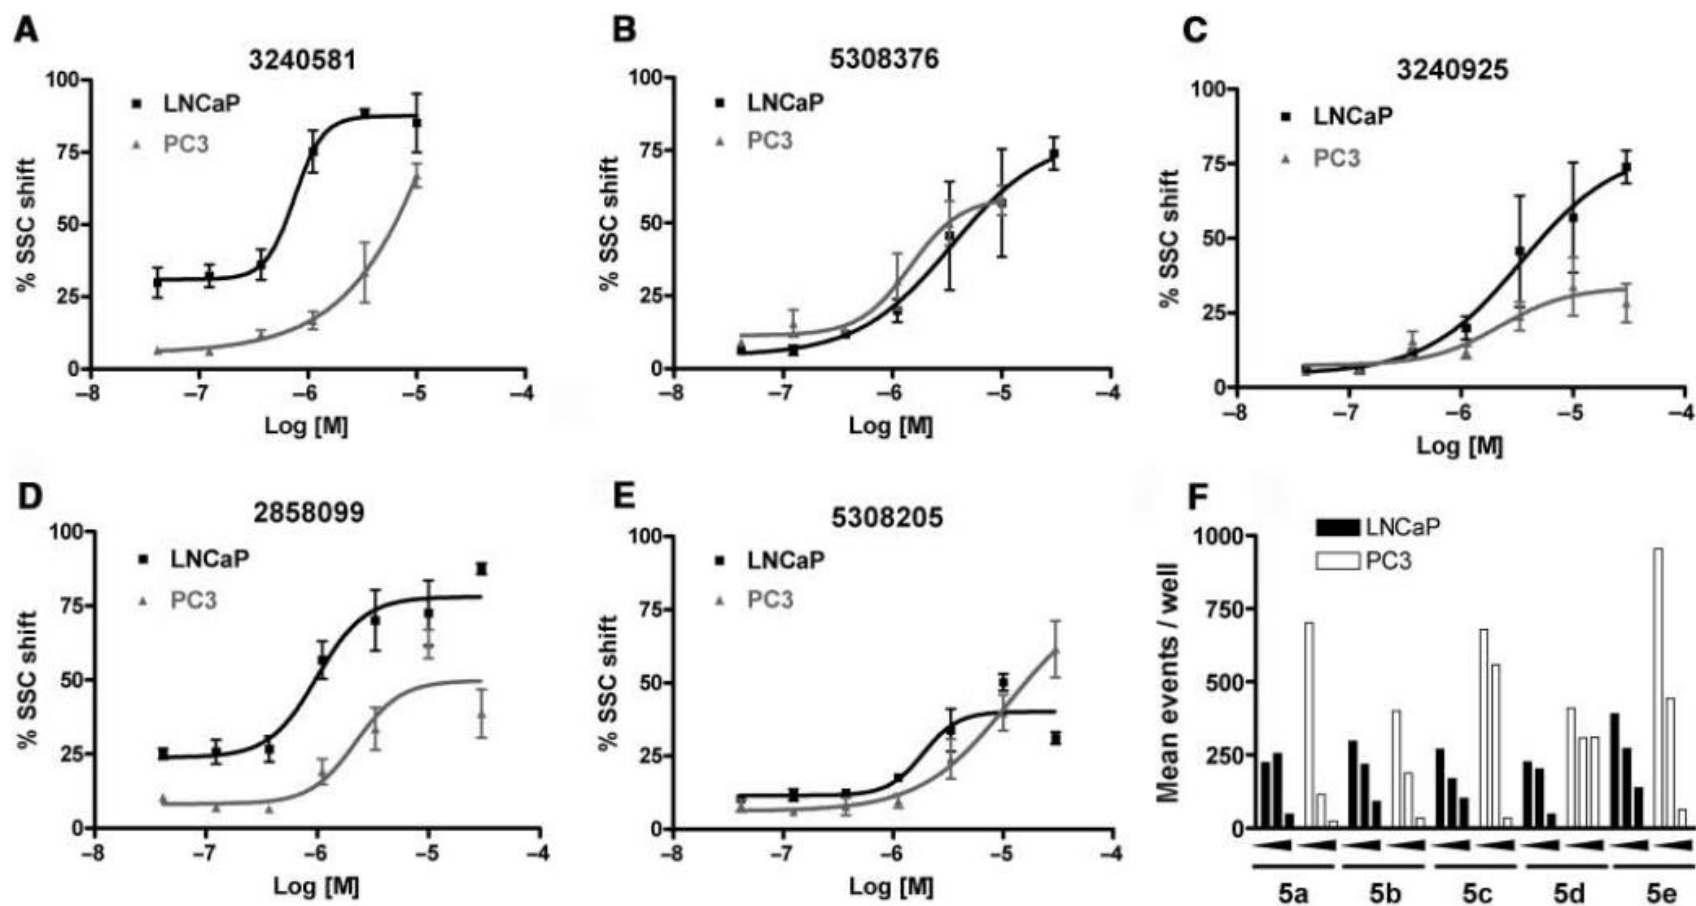 A
3240581
100
75
50
25
0
% SSC shift
LNCaP
PC3
–8 –7 –6 –5 –4
Log [M]
B
5308376
100
75
50
25
0
% SSC shift
LNCaP
PC3
–8 –7 –6 –5 –4
Log [M]
C
3240925
100
75
50
25
0
% SSC shift
LNCaP
PC3
–8 –7 –6 –5 –4
Log [M]
D
2858099
100
75
50
25
0
% SSC shift
LNCaP
PC3
–8 –7 –6 –5 –4
Log [M]
E
5308205
100
75
50
25
0
% SSC shift
LNCaP
PC3
–8 –7 –6 –5 –4
Log [M]
F
LNCaP
PC3
1000
750
500
250
0
Mean events / well
5a 5b 5c 5d 5e